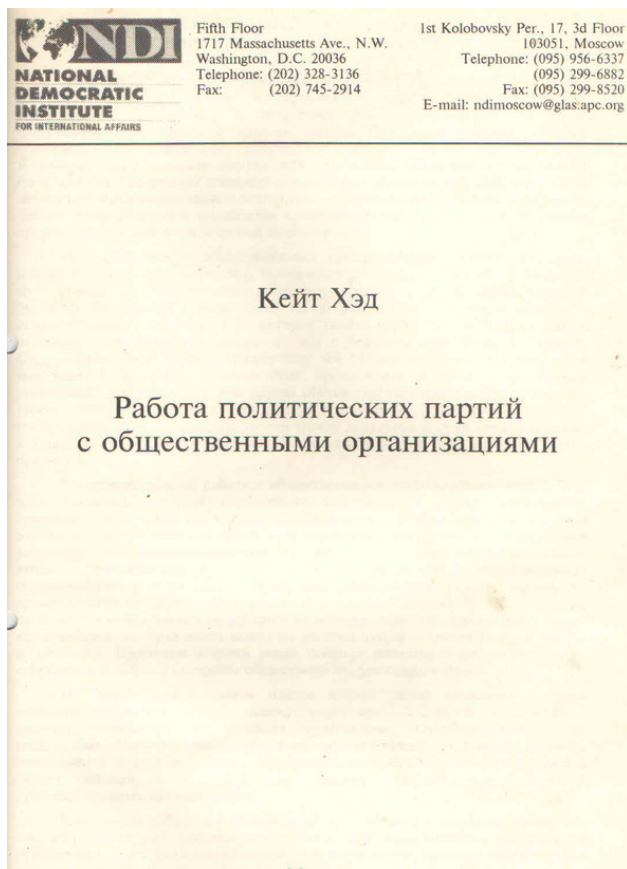 NDI
NATIONAL
DEMOCRATIC
INSTITUTE
FOR INTERNATIONAL AFFAIRS
Fifth Floor
1717 Massachusetts Ave., N.W.
Washington, D.C. 20036
Telephone: (202) 328-3136
Fax: (202) 745-2914
1st Kolobovsky Per., 17, 3d Floor
103051, Moscow
Telephone: (095) 956-6337
(095) 299-6882
Fax: (095) 299-8520
E-mail: ndimoscow@glas.apc.org
Кейт Хэд
Работа политических партий
с общественными организациями